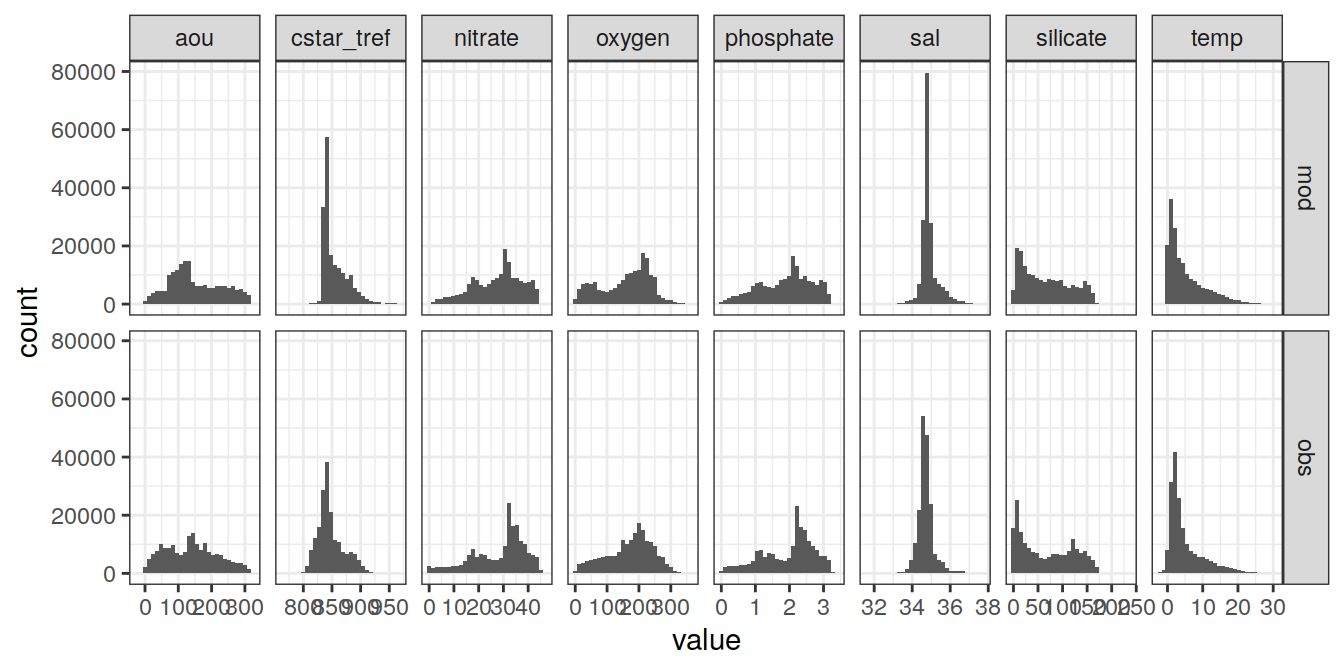 aou cstar_tref nitrate oxygen phosphate sal silicate temp
80000
60000
40000
20000
0
mod
count
80000
60000
40000
20000
0
obs
0 100 200 300 800 850 900 950 0 10 20 30 40 0 100 200 300 0 1 2 3 32 34 36 38 0 50 100 150 200 250 0 10 20 30
value